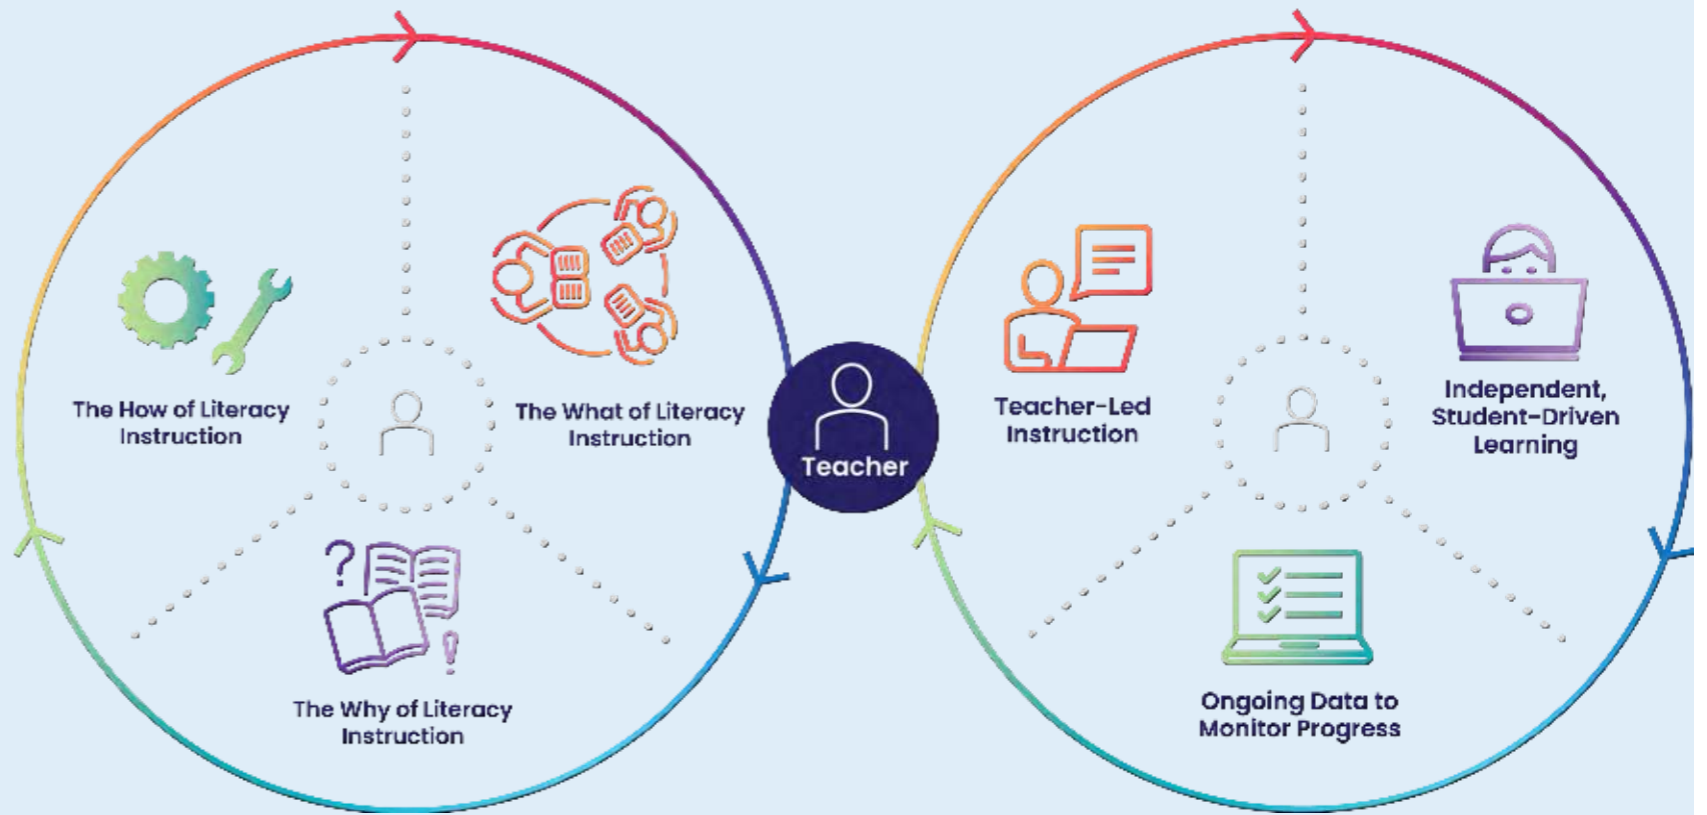 The How of Literacy
Instruction
The What of Literacy
Instruction
The Why of Literacy
Instruction
Teacher
Teacher-Led
Instruction
Independent,
Student-Driven
Learning
Ongoing Data to
Monitor Progress